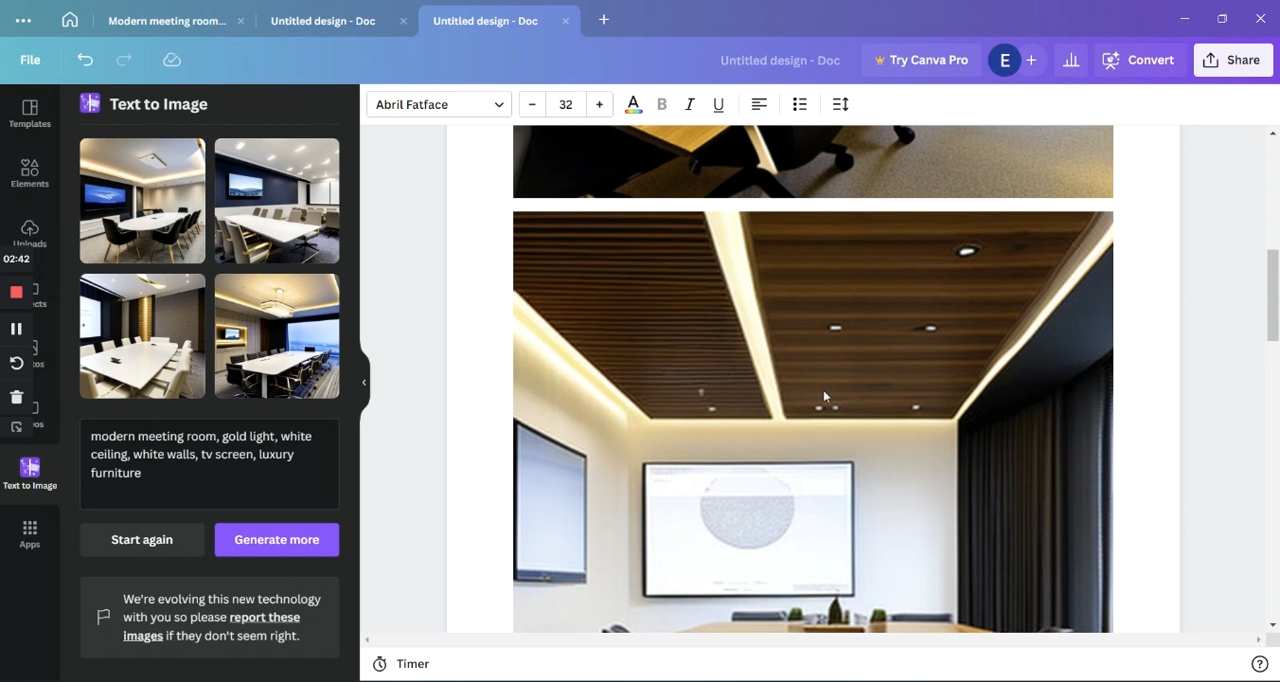 Modern meeting room...
Untitled design - Doc
Untitled design - Doc
File
Untitled design - Doc
Try Canva Pro
E
Convert
Share
Templates
Elements
Uploads
02:42
Text to Image
Apps
Text to Image
modern meeting room, gold light, white
ceiling, white walls, tv screen, luxury
furniture
Start again
Generate more
We're evolving this new technology
with you so please report these
images if they don't seem right.
Abril Fatface
– 32 +
A B I U
Timer